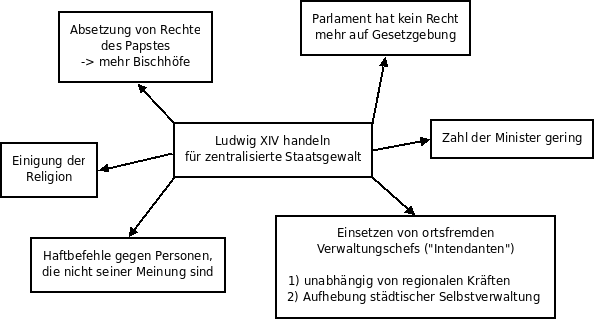 Absetzung von Rechte
des Papstes
-> mehr Bischhöfe
Parlament hat kein Recht
mehr auf Gesetzgebung
Ludwig XIV handeln
für zentralisierte Staatsgewalt
Zahl der Minister gering
Einigung der
Religion
Haftbefehle gegen Personen,
die nicht seiner Meinung sind
Einsetzen von ortsfremden
Verwaltungschefs ("Intendanten")
1) unabhängig von regionalen Kräften
2) Aufhebung städtischer Selbstverwaltung